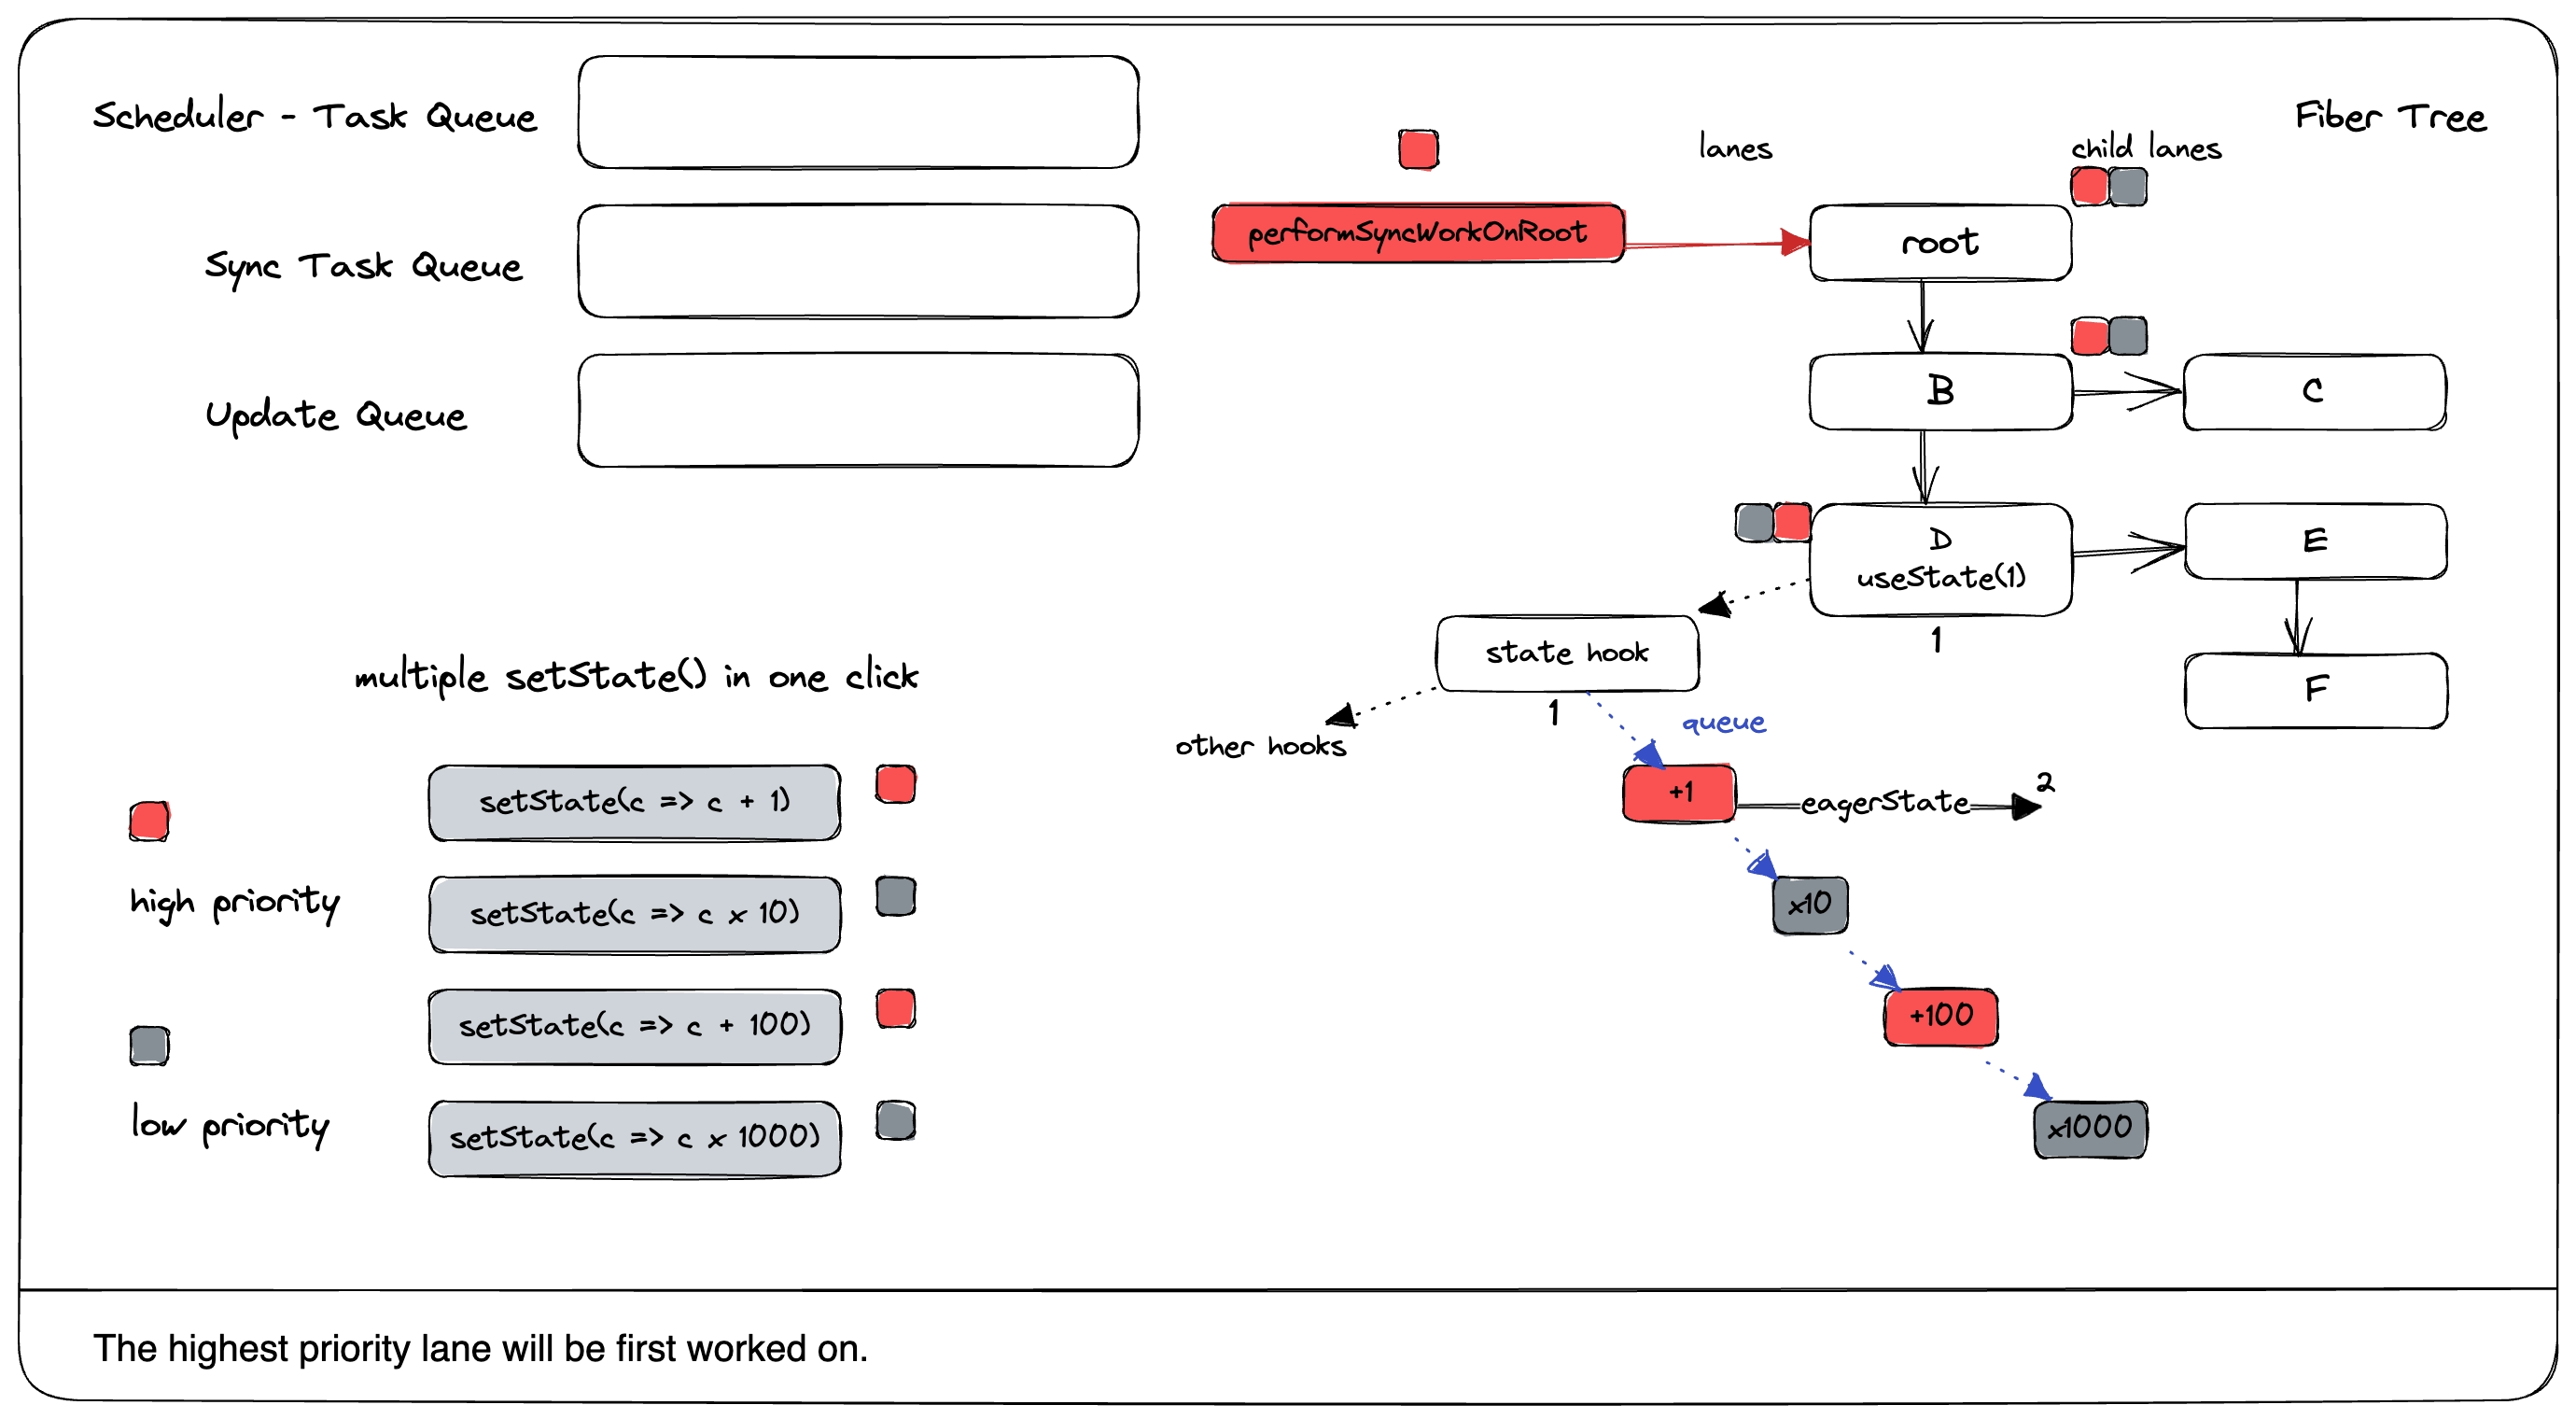 Scheduler - Task Queue
Sync Task Queue
Update Queue
Fiber Tree
lanes
child lanes
performSyncWorkOnRoot
root
B
C
D
useState(1)
1
E
F
state hook
1
other hooks
queue
+1
eagerState
2
x10
+100
x1000
multiple setState() in one click
high priority
low priority
setState(c => c + 1)
setState(c => c x 10)
setState(c => c + 100)
setState(c => c x 1000)
The highest priority lane will be first worked on.